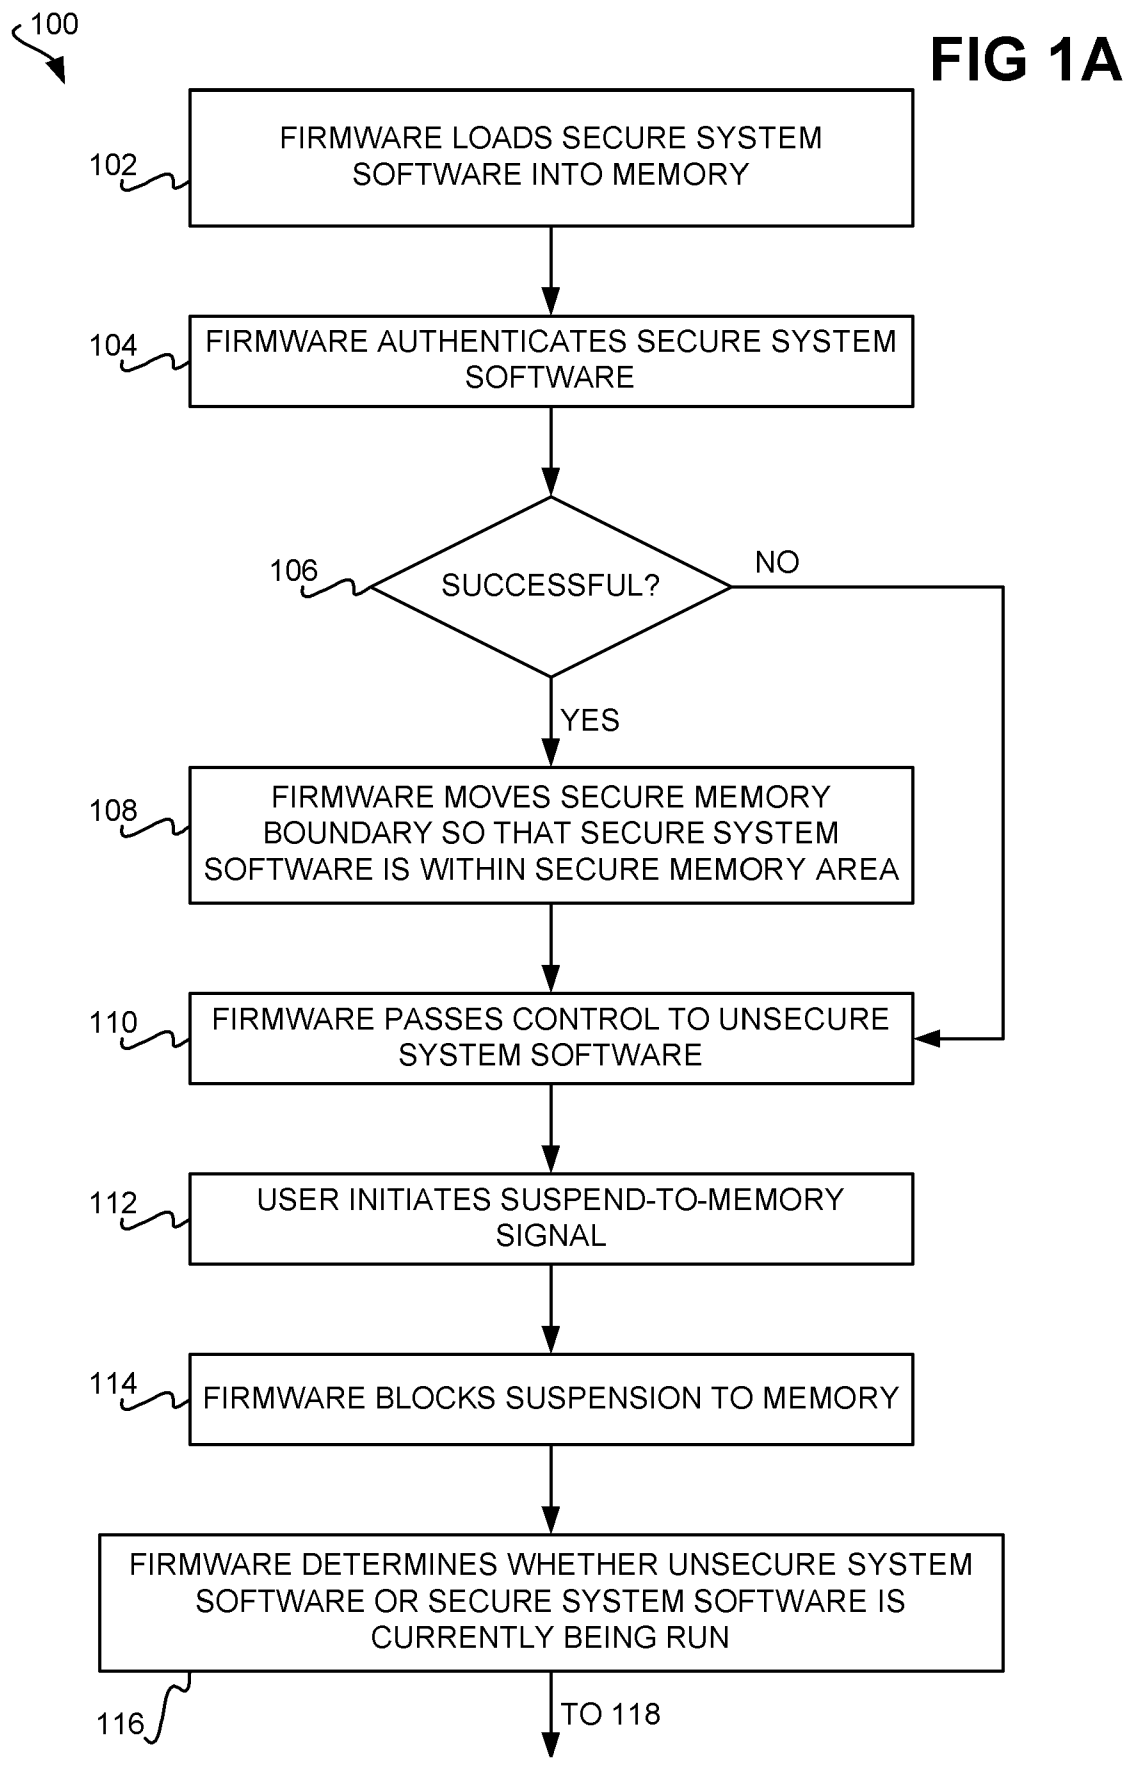 100
FIG 1A
FIRMWARE LOADS SECURE SYSTEM
SOFTWARE INTO MEMORY
102
FIRMWARE AUTHENTICATES SECURE SYSTEM
SOFTWARE
104
SUCCESSFUL?
106
NO
YES
FIRMWARE MOVES SECURE MEMORY
BOUNDARY SO THAT SECURE SYSTEM
SOFTWARE IS WITHIN SECURE MEMORY AREA
108
FIRMWARE PASSES CONTROL TO UNSECURE
SYSTEM SOFTWARE
110
USER INITIATES SUSPEND-TO-MEMORY
SIGNAL
112
FIRMWARE BLOCKS SUSPENSION TO MEMORY
114
FIRMWARE DETERMINES WHETHER UNSECURE SYSTEM
SOFTWARE OR SECURE SYSTEM SOFTWARE IS
CURRENTLY BEING RUN
116
TO 118